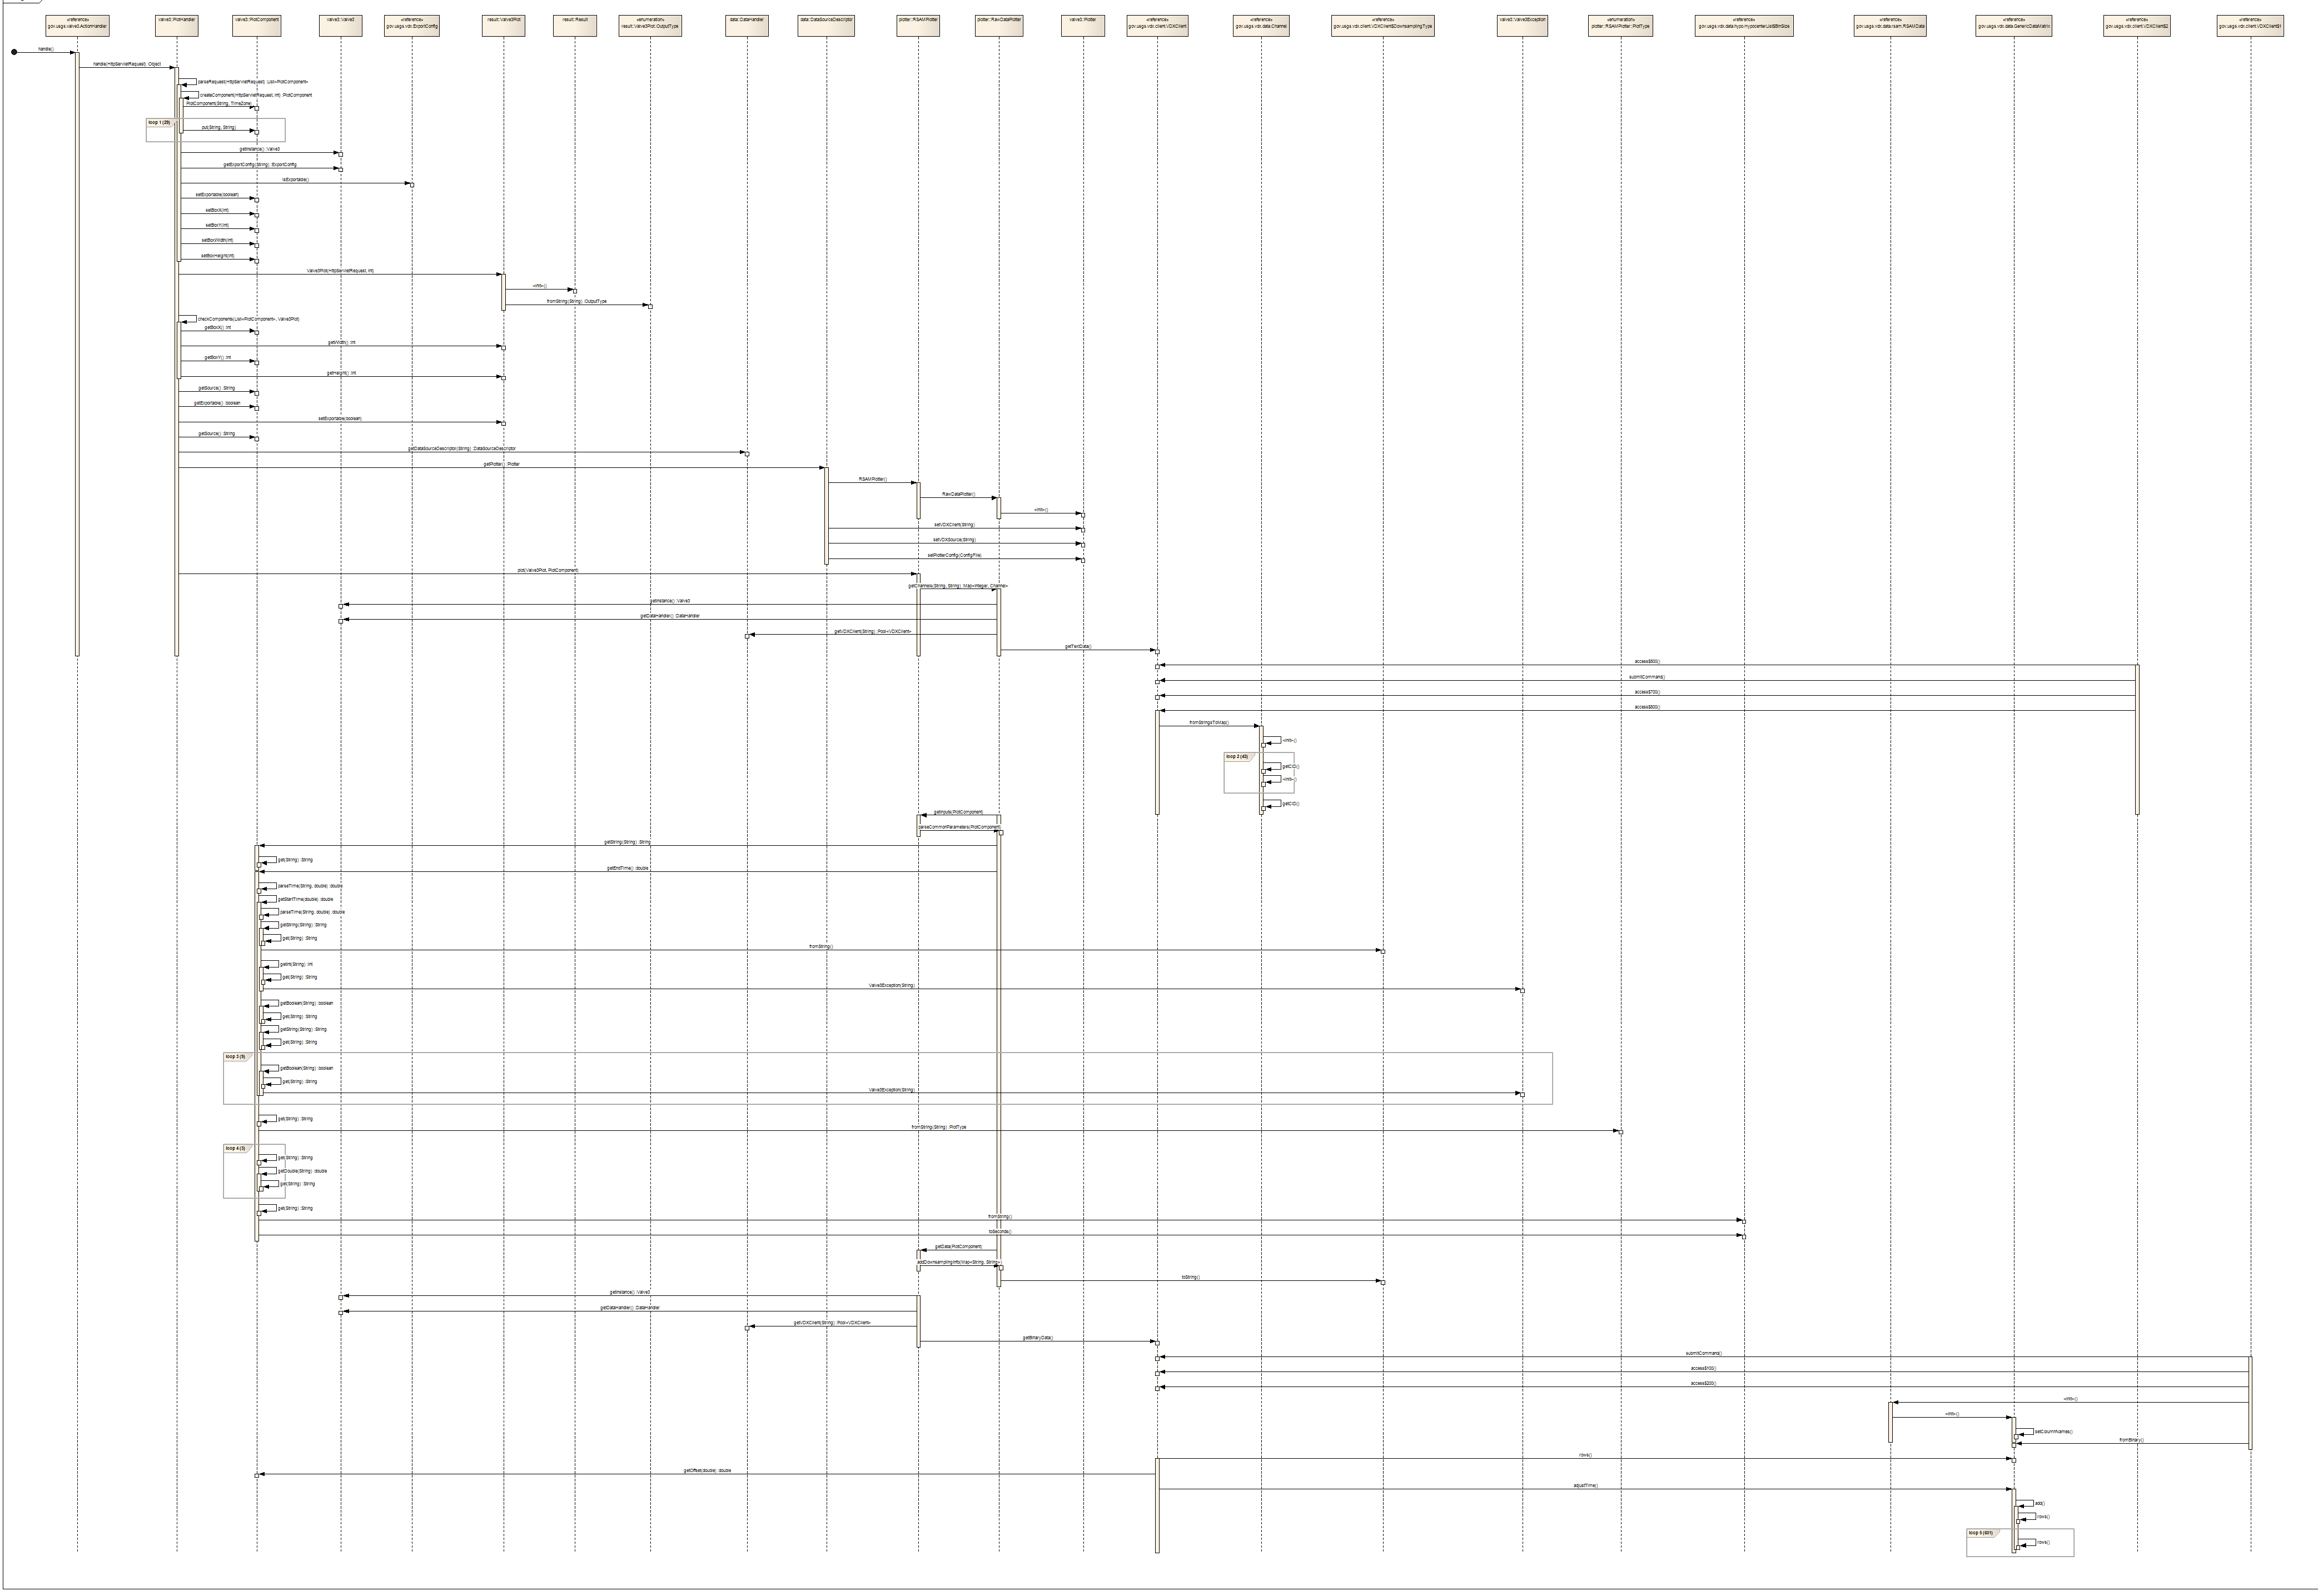 «reference»
gov.usgs.valve3.ActionHandler
valve3::PlotHandler
valve3::PlotComponent
valve3::Valve3
«reference»
gov.usgs.vdx.ExportConfig
result::Valve3Plot
result::Result
«enumeration»
result::Valve3Plot::OutputType
data::DataHandler
data::DataSourceDescriptor
plotter::RSAMPlotter
plotter::RawDataPlotter
valve3::Plotter
«reference»
gov.usgs.vdx.client.VDXClient
«reference»
gov.usgs.vdx.data.Channel
«reference»
gov.usgs.vdx.client.VDXClient$DownsamplingType
valve3::Valve3Exception
«enumeration»
plotter::RSAMPlotter::PlotType
«reference»
gov.usgs.vdx.data.hypo.HypocenterList$BinSize
«reference»
gov.usgs.vdx.data.rsam.RSAMData
«reference»
gov.usgs.vdx.data.GenericDataMatrix
«reference»
gov.usgs.vdx.client.VDXClient$2
«reference»
gov.usgs.vdx.client.VDXClient$1
handle()
handle(HttpServletRequest) :Object
parseRequest(HttpServletRequest) :List<PlotComponent>
createComponent(HttpServletRequest, int) :PlotComponent
PlotComponent(String, TimeZone)
loop 1 (25)
put(String, String)
getInstance() :Valve3
getExportConfig(String) :ExportConfig
isExportable()
setExportable(boolean)
setBoxX(int)
setBoxY(int)
setBoxWidth(int)
setBoxHeight(int)
Valve3Plot(HttpServletRequest, int)
<init>()
fromString(String) :OutputType
checkComponents(List<PlotComponent>, Valve3Plot)
getBoxX() :int
getWidth() :int
getBoxY() :int
getHeight() :int
getSource() :String
getExportable() :boolean
setExportable(boolean)
getSource() :String
getDataSourceDescriptor(String) :DataSourceDescriptor
getPlotter() :Plotter
RSAMPlotter()
RawDataPlotter()
<init>()
setVDXClient(String)
setVDXSource(String)
setPlotterConfig(ConfigFile)
plot(Valve3Plot, PlotComponent)
getChannels(String, String) :Map<Integer, Channel>
getInstance() :Valve3
getDataHandler() :DataHandler
getVDXClient(String) :Pool<VDXClient>
getTextData()
access$600()
submitCommand()
access$700()
access$800()
fromStringsToMap()
<init>()
loop 2 (43)
getCID()
<init>()
getCID()
getInputs(PlotComponent)
parseCommonParameters(PlotComponent)
getString(String) :String
get(String) :String
getEndTime() :double
parseTime(String, double) :double
getStartTime(double) :double
parseTime(String, double) :double
getString(String) :String
get(String) :String
fromString()
getInt(String) :int
get(String) :String
Valve3Exception(String)
getBoolean(String) :boolean
get(String) :String
getString(String) :String
get(String) :String
loop 3 (5)
getBoolean(String) :boolean
get(String) :String
Valve3Exception(String)
get(String) :String
fromString(String) :PlotType
loop 4 (3)
get(String) :String
getDouble(String) :double
get(String) :String
get(String) :String
fromString()
toSeconds()
getData(PlotComponent)
addDownsamplingInfo(Map<String, String>)
toString()
getInstance() :Valve3
getDataHandler() :DataHandler
getVDXClient(String) :Pool<VDXClient>
getBinaryData()
submitCommand()
access$100()
access$200()
<init>()
<init>()
setColumnNames()
fromBinary()
rows()
getOffset(double) :double
adjustTime()
add()
rows()
rows()